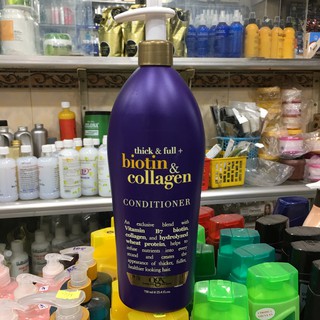 thick & full +
biotin &
collagen
CONDITIONER
An exclusive blend with
Vitamin B7 biotin,
collagen, and hydrolyzed
wheat protein, helps to
infuse nutrients into every
strand and create the
appearance of thicker, fuller,
healthier looking hair.